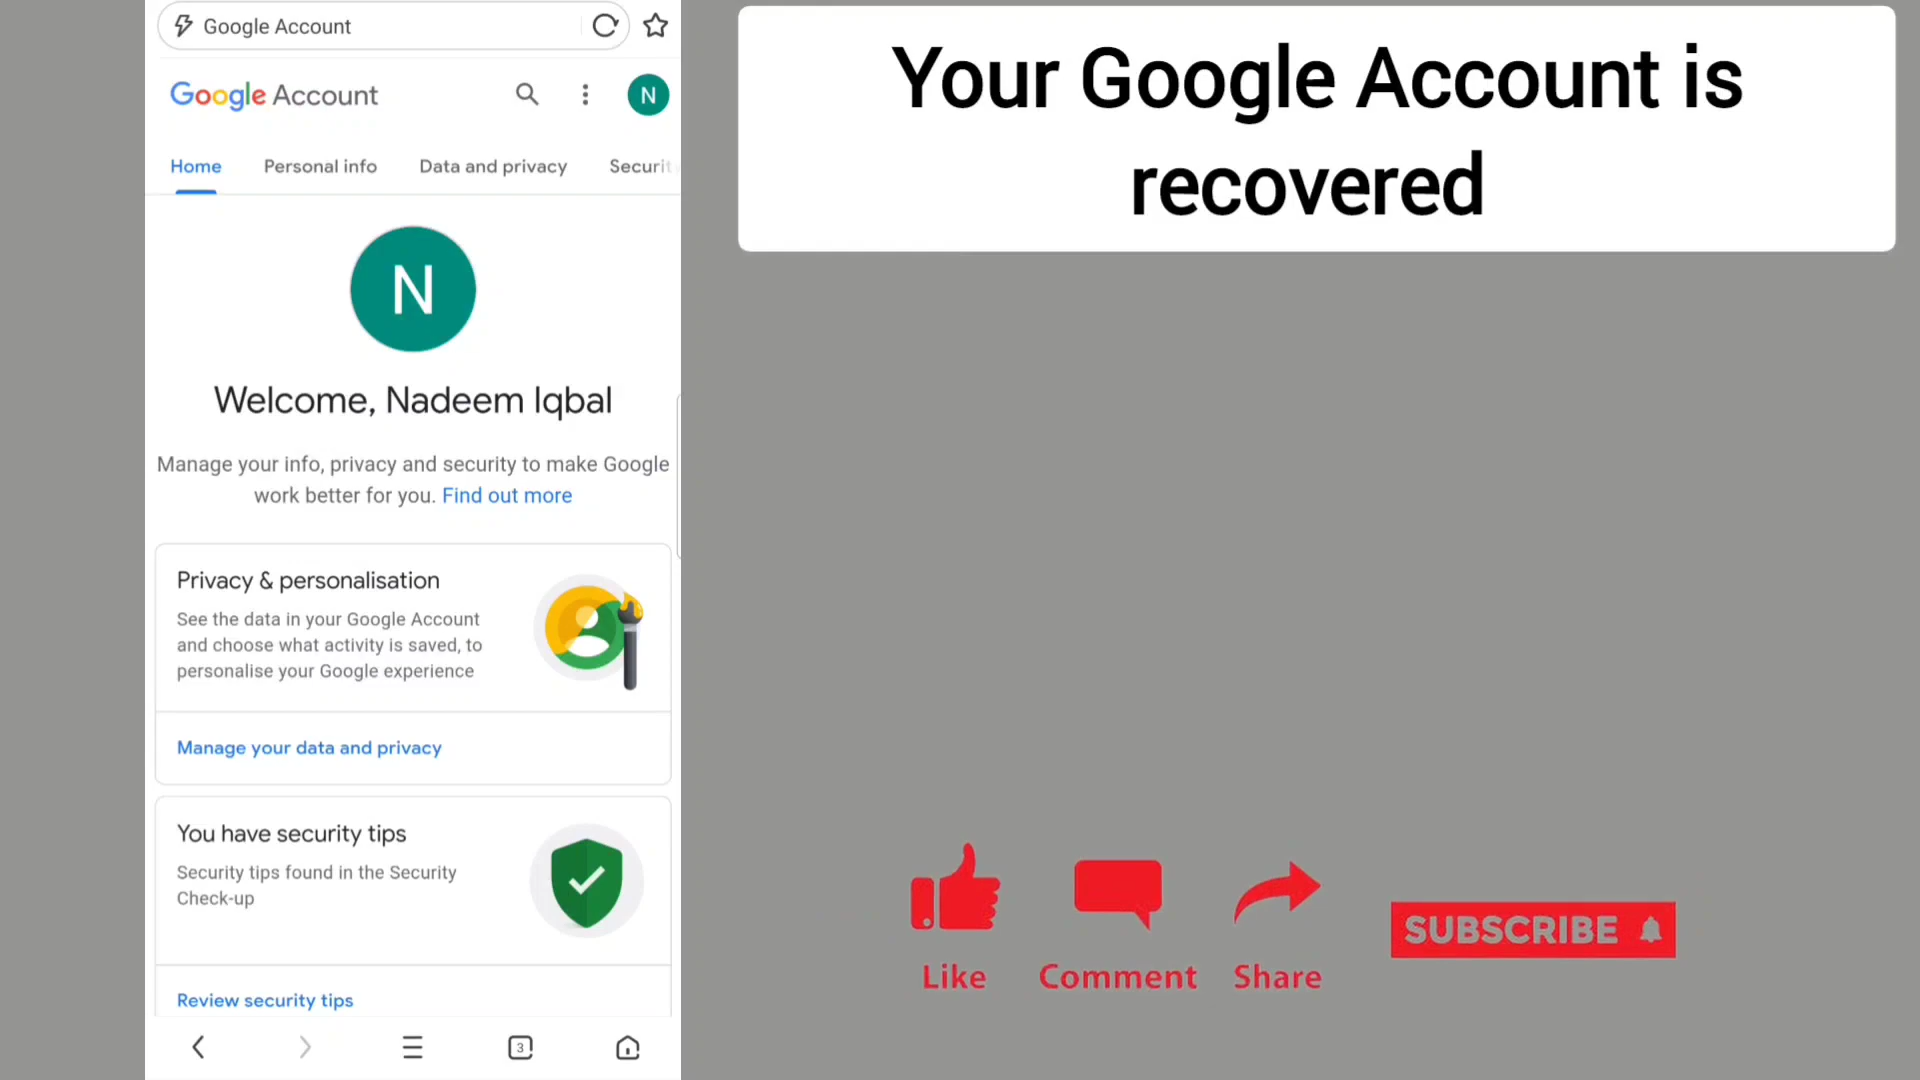 Google Account
Google Account
N
Home Personal info Data and privacy Securit
N
Welcome, Nadeem Iqbal
Manage your info, privacy and security to make Google
work better for you. Find out more
Privacy & personalisation
See the data in your Google Account
and choose what activity is saved, to
personalise your Google experience
Manage your data and privacy
You have security tips
Security tips found in the Security
Check-up
Review security tips
3
Your Google Account is
recovered
Like Comment Share
SUBSCRIBE